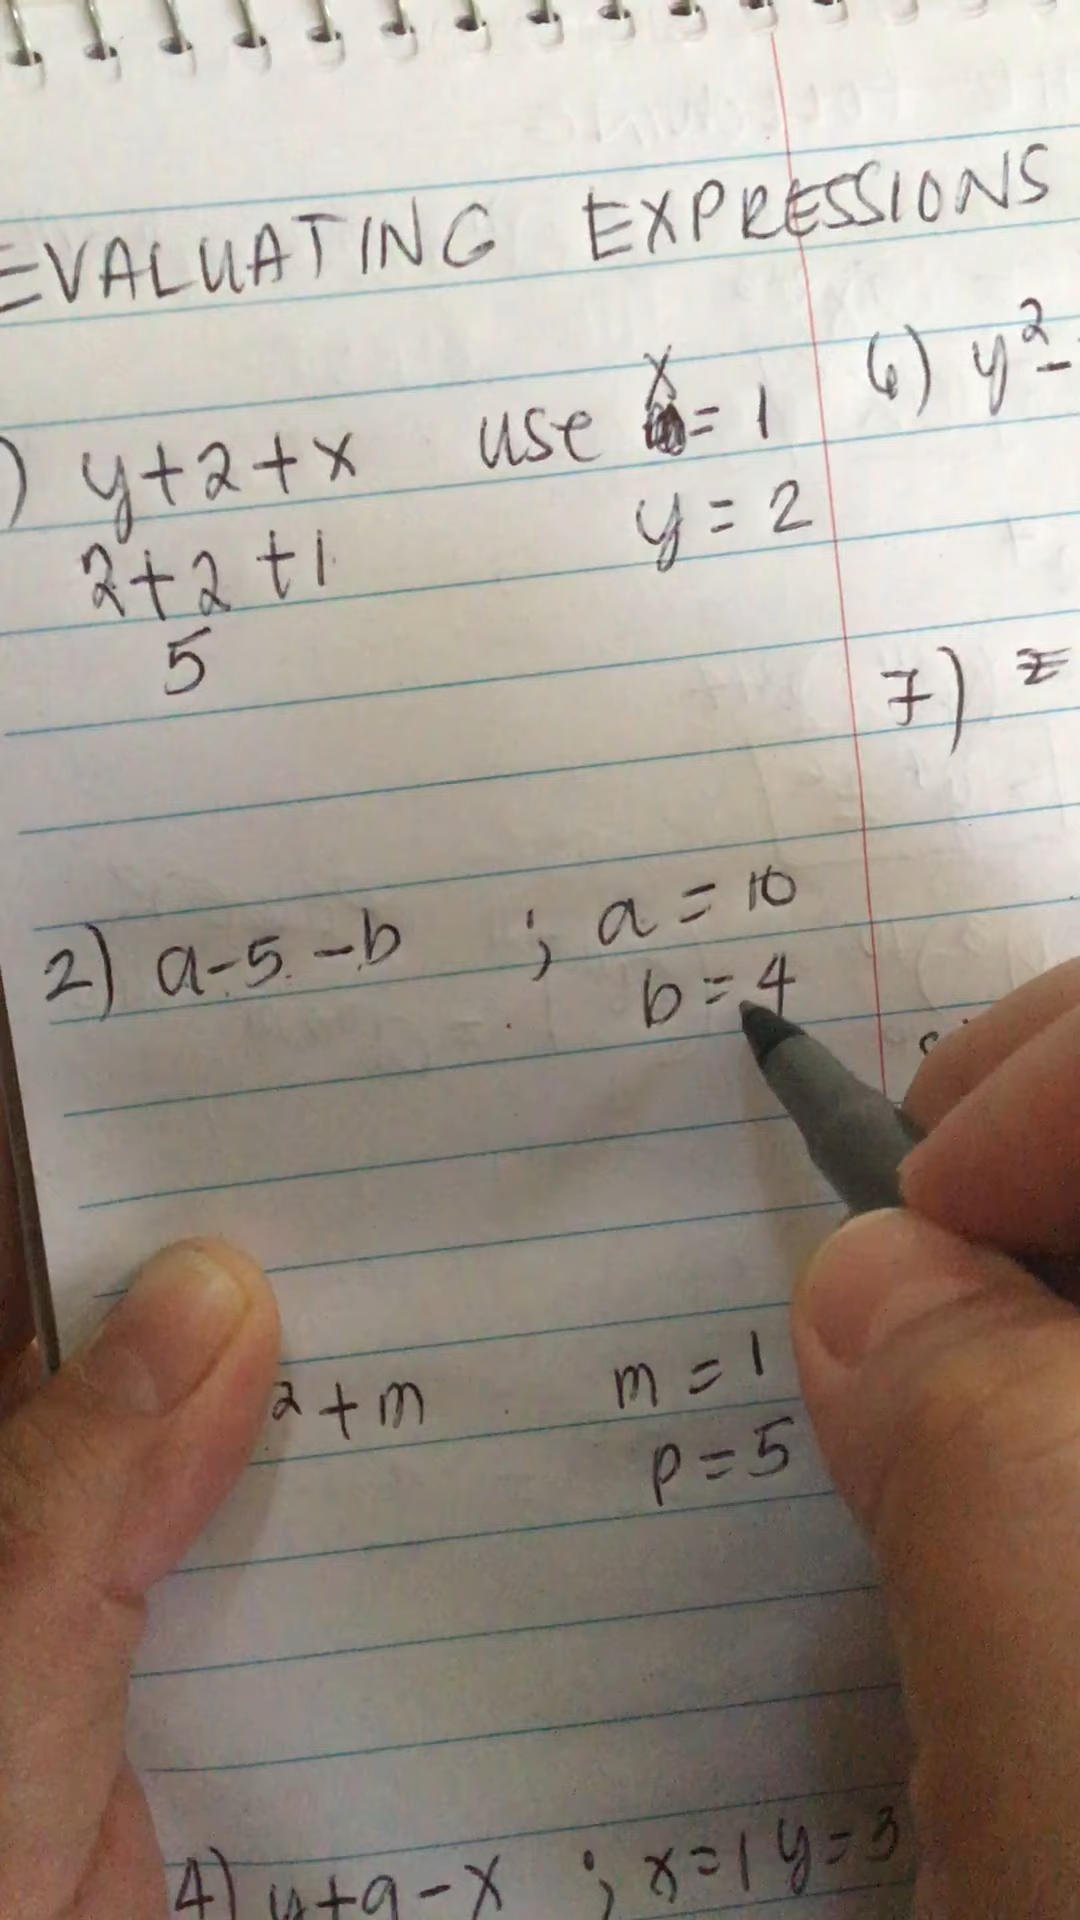 EVALUATING EXPRESSIONS
) y+2+x use x = 1
y = 2
2+2+1
5
2) a-5-b ; a = 10
b = 4
2+m m = 1
p = 5
4) y+9-x ; x=1 y=3
6) y²-
7) z